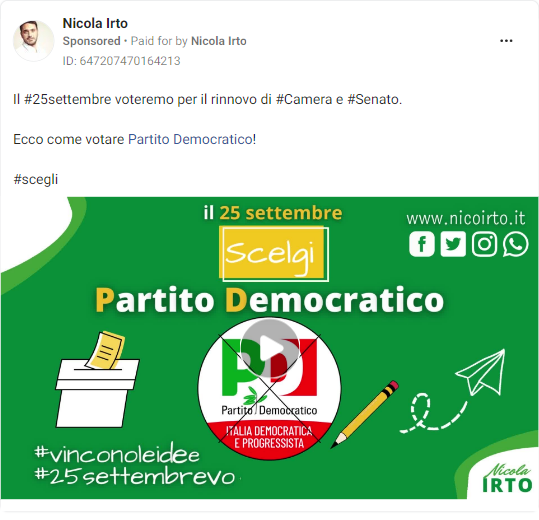 Nicola Irto
Sponsored • Paid for by Nicola Irto
ID: 647207470164213
Il #25settembre voteremo per il rinnovo di #Camera e #Senato.
Ecco come votare Partito Democratico!
#scegli
il 25 settembre
www.nicoirto.it
Scelgi
Partito Democratico
PD
Partito Democratico
ITALIA DEMOCRATICA
E PROGRESSISTA
#vinconoleidee
#25settembrevo
Nicola
IRTO